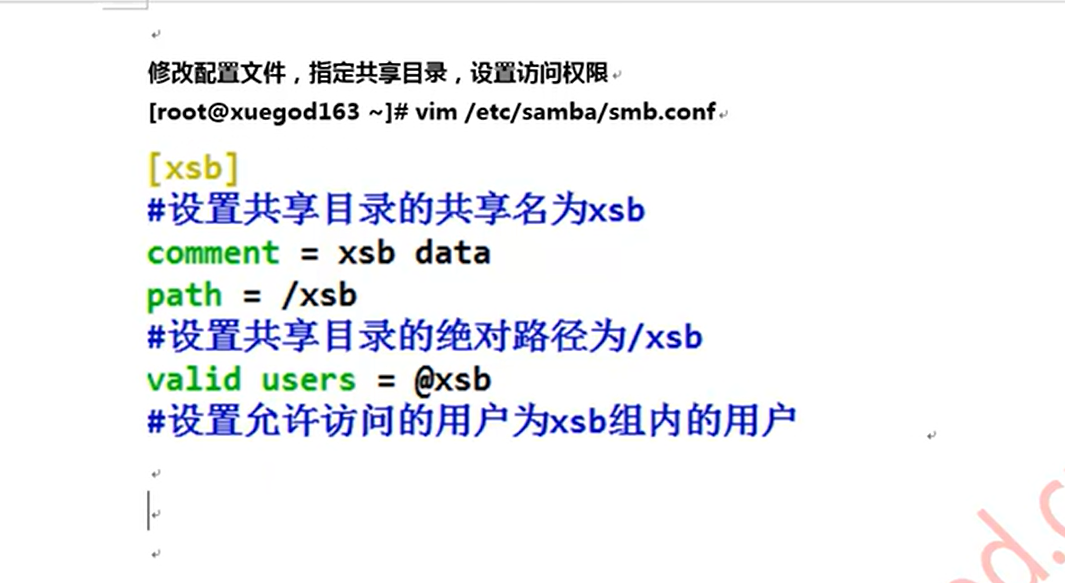 修改配置文件，指定共享目录，设置访问权限
[root@xuegod163 ~]# vim /etc/samba/smb.conf
[xsb]
#设置共享目录的共享名为xsb
comment = xsb data
path = /xsb
#设置共享目录的绝对路径为/xsb
valid users = @xsb
#设置允许访问的用户为xsb组内的用户